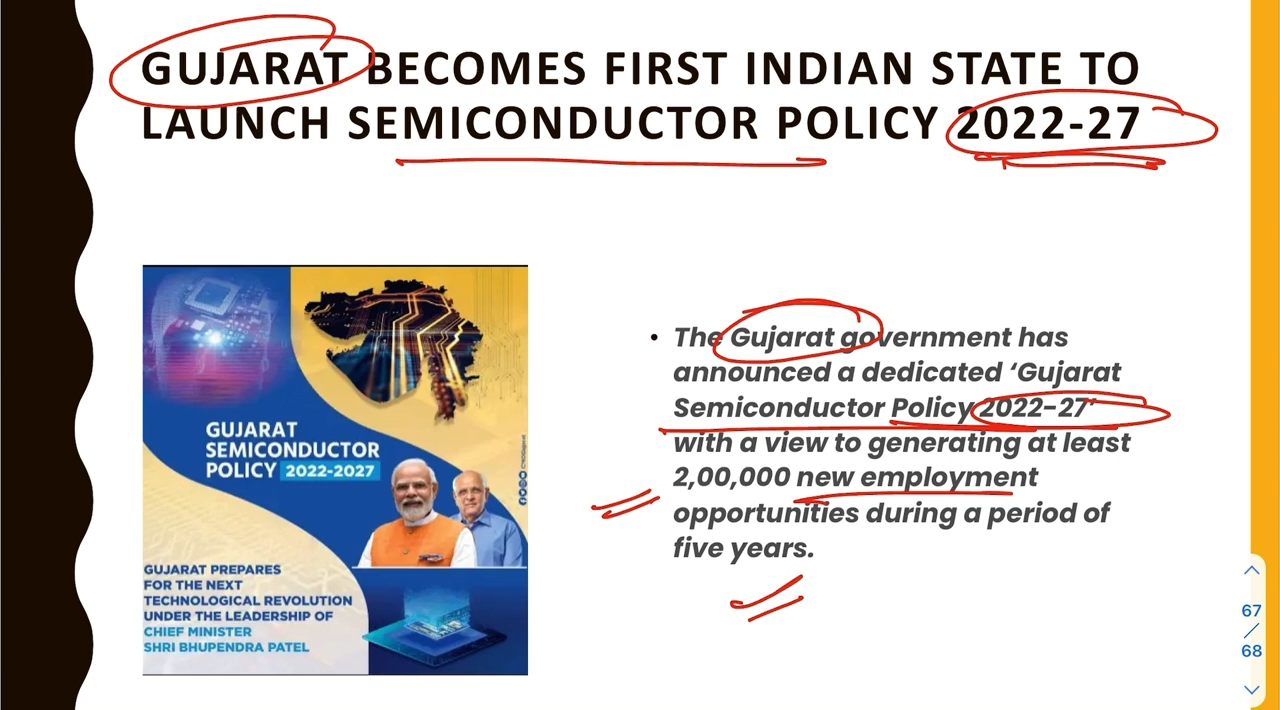 GUJARAT BECOMES FIRST INDIAN STATE TO
LAUNCH SEMICONDUCTOR POLICY 2022-27
GUJARAT
SEMICONDUCTOR
POLICY 2022-2027
GUJARAT PREPARES
FOR THE NEXT
TECHNOLOGICAL REVOLUTION
UNDER THE LEADERSHIP OF
CHIEF MINISTER
SHRI BHUPENDRA PATEL
• The Gujarat government has
announced a dedicated ‘Gujarat
Semiconductor Policy 2022-27’
with a view to generating at least
2,00,000 new employment
opportunities during a period of
five years.
67
/
68